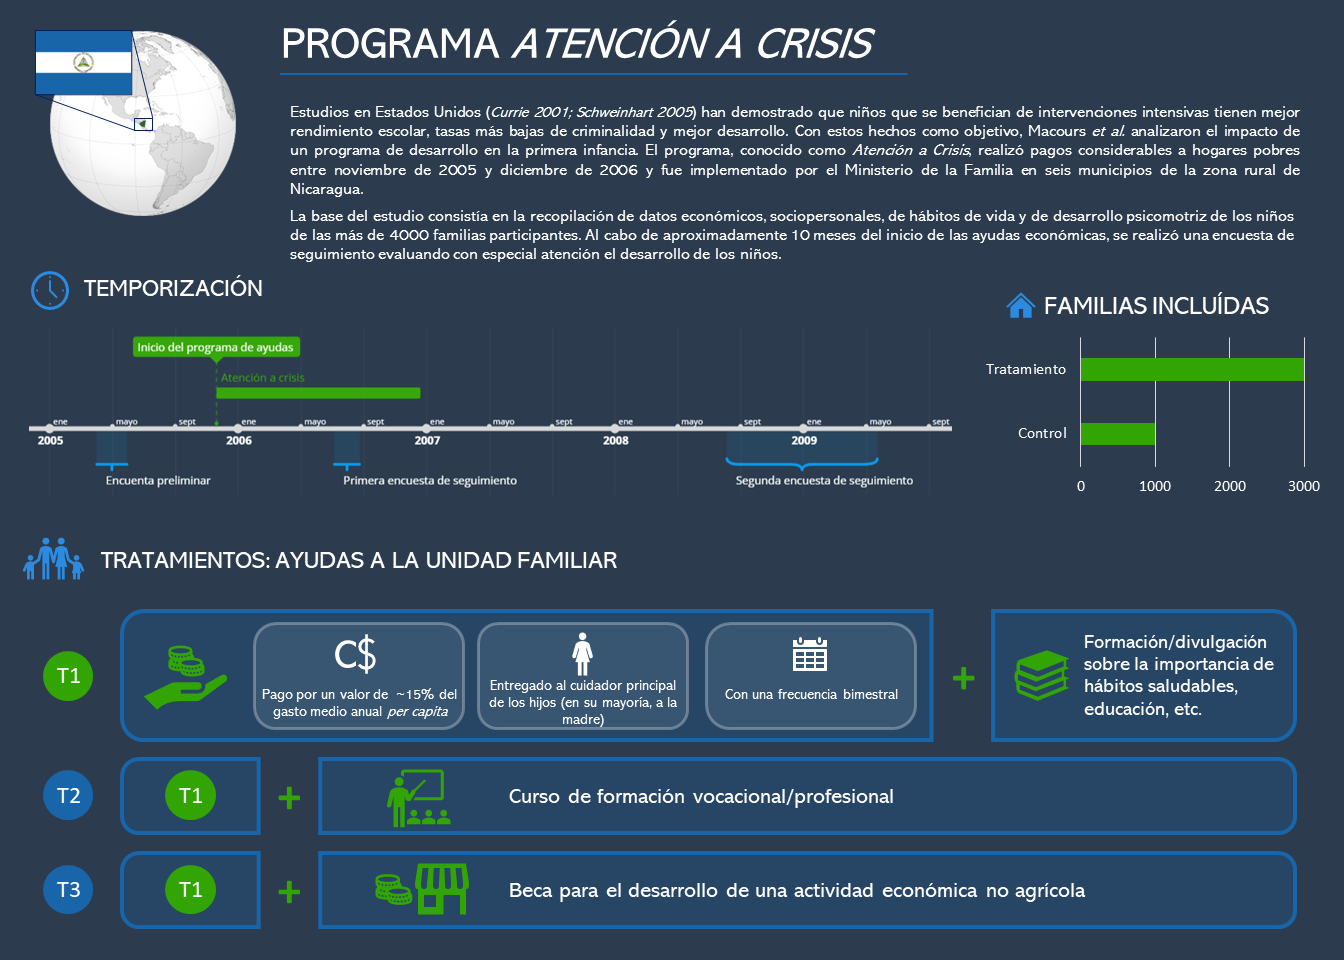 PROGRAMA ATENCIÓN A CRISIS
Estudios en Estados Unidos (Currie 2001; Schweinhart 2005) han demostrado que niños que se benefician de intervenciones intensivas tienen mejor
rendimiento escolar, tasas más bajas de criminalidad y mejor desarrollo. Con estos hechos como objetivo, Macours et al. analizaron el impacto de
un programa de desarrollo en la primera infancia. El programa, conocido como Atención a Crisis, realizó pagos considerables a hogares pobres
entre noviembre de 2005 y diciembre de 2006 y fue implementado por el Ministerio de la Familia en seis municipios de la zona rural de
Nicaragua.
La base del estudio consistía en la recopilación de datos económicos, sociopersonales, de hábitos de vida y de desarrollo psicomotriz de los niños
de las más de 4000 familias participantes. Al cabo de aproximadamente 10 meses del inicio de las ayudas económicas, se realizó una encuesta de
seguimiento evaluando con especial atención el desarrollo de los niños.
TEMPORIZACIÓN
Inicio del programa de ayudas
Atención a crisis
ene mayo sept ene mayo sept ene mayo sept ene mayo sept ene mayo sept
2005 2006 2007 2008 2009
Encuenta preliminar
Primera encuesta de seguimiento
Segunda encuesta de seguimiento
FAMILIAS INCLUÍDAS
Tratamiento
Control
0 1000 2000 3000
TRATAMIENTOS: AYUDAS A LA UNIDAD FAMILIAR
T1
C$
Pago por un valor de ~15% del
gasto medio anual per capita
Entregado al cuidador principal
de los hijos (en su mayoría, a la
madre)
Con una frecuencia bimestral
+
Formación/divulgación
sobre la importancia de
hábitos saludables,
educación, etc.
T2
T1
+
Curso de formación vocacional/profesional
T3
T1
+
Beca para el desarrollo de una actividad económica no agrícola